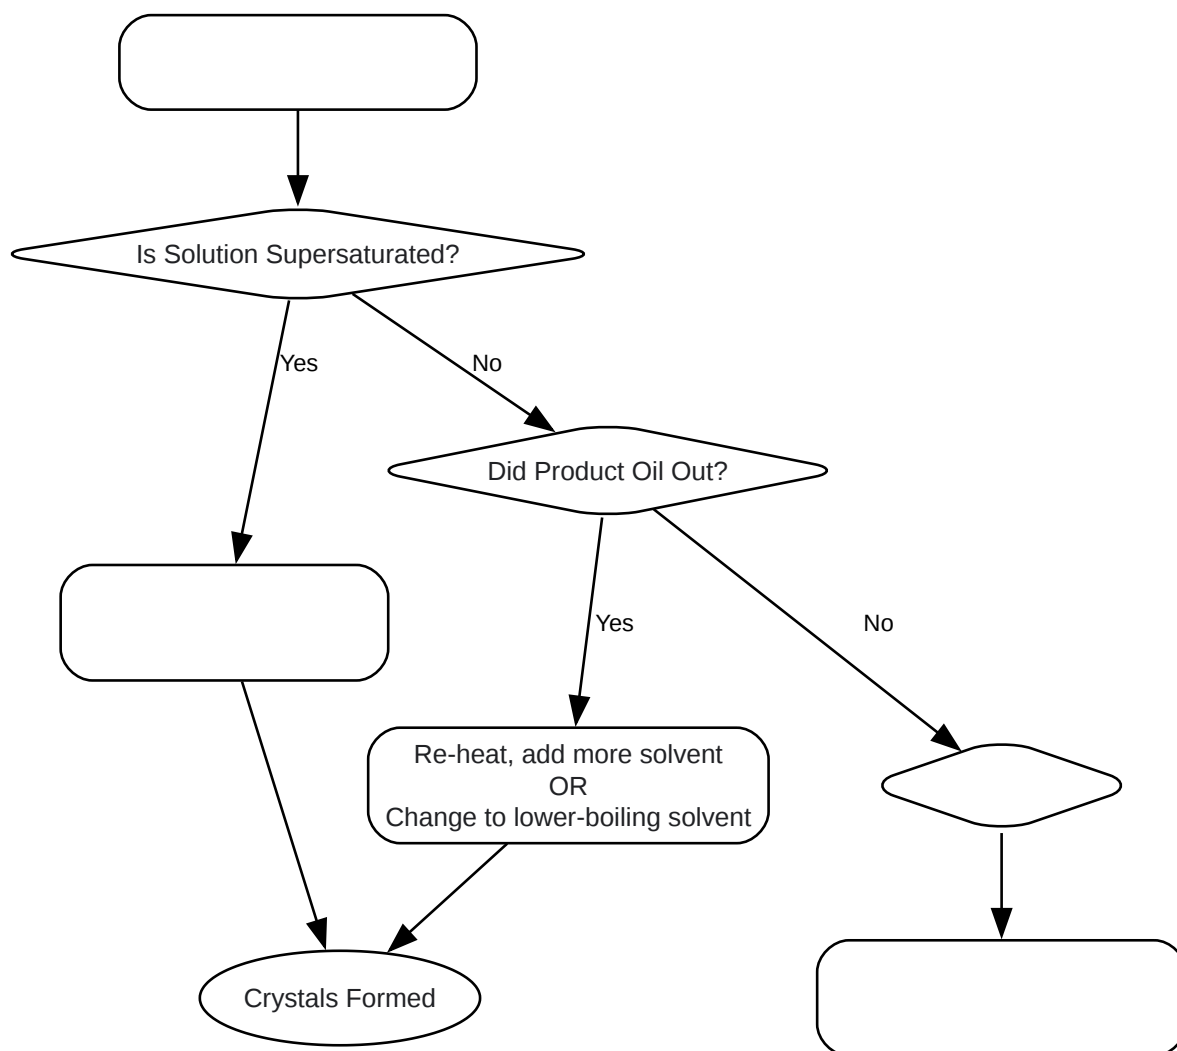 Is Solution Supersaturated?
Yes
No
Did Product Oil Out?
Yes
No
Re-heat, add more solvent
OR
Change to lower-boiling solvent
Crystals Formed